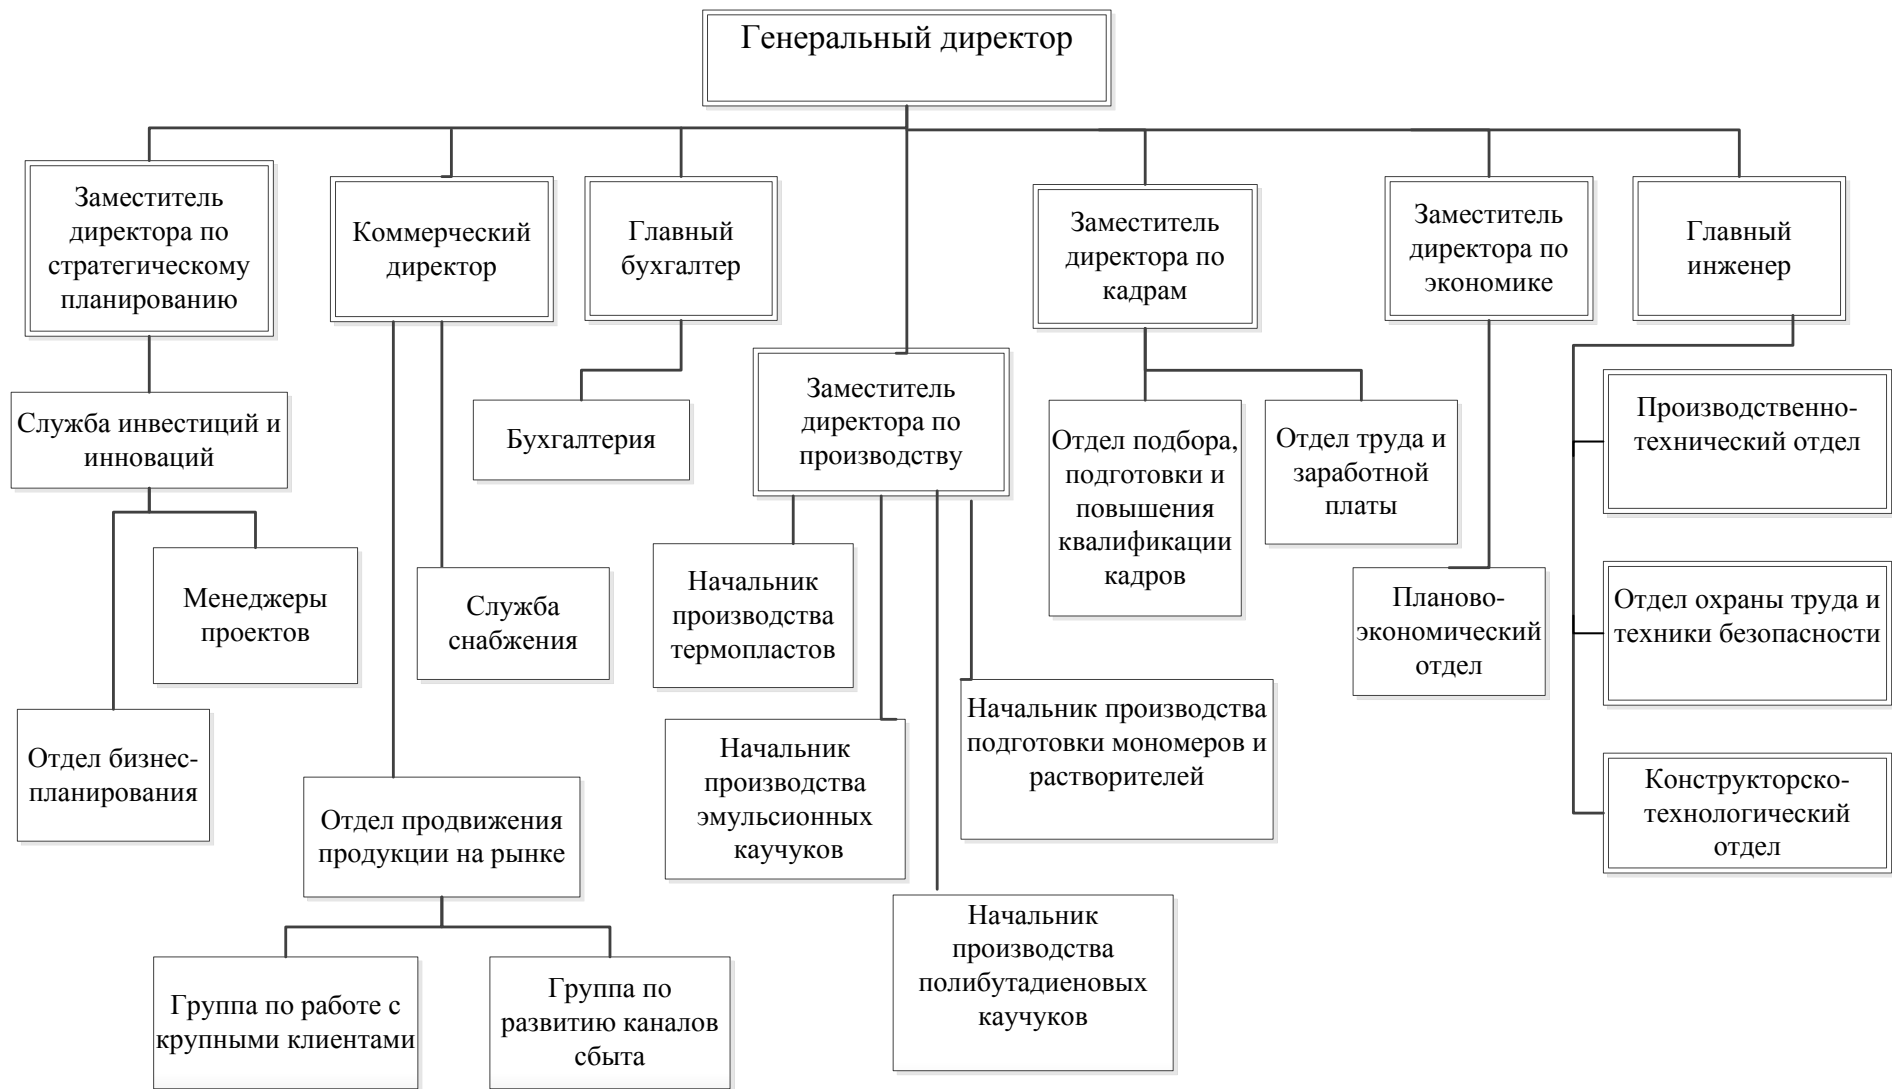 Генеральный директор
Заместитель
директора по
стратегическому
планированию
Коммерческий
директор
Главный
бухгалтер
Заместитель
директора по
кадрам
Заместитель
директора по
экономике
Главный
инженер
Служба инвестиций и
инноваций
Бухгалтерия
Заместитель
директора по
производству
Отдел подбора,
подготовки и
повышения
квалификации
кадров
Отдел труда и
заработной
платы
Производственно-
технический отдел
Менеджеры
проектов
Служба
снабжения
Начальник
производства
термопластов
Планово-
экономический
отдел
Отдел охраны труда и
техники безопасности
Отдел бизнес-
планирования
Отдел продвижения
продукции на рынке
Начальник
производства
эмульсионных
каучуков
Начальник производства
подготовки мономеров и
растворителей
Конструкторско-
технологический
отдел
Группа по работе с
крупными клиентами
Группа по
развитию каналов
сбыта
Начальник
производства
полибутадиеновых
каучуков